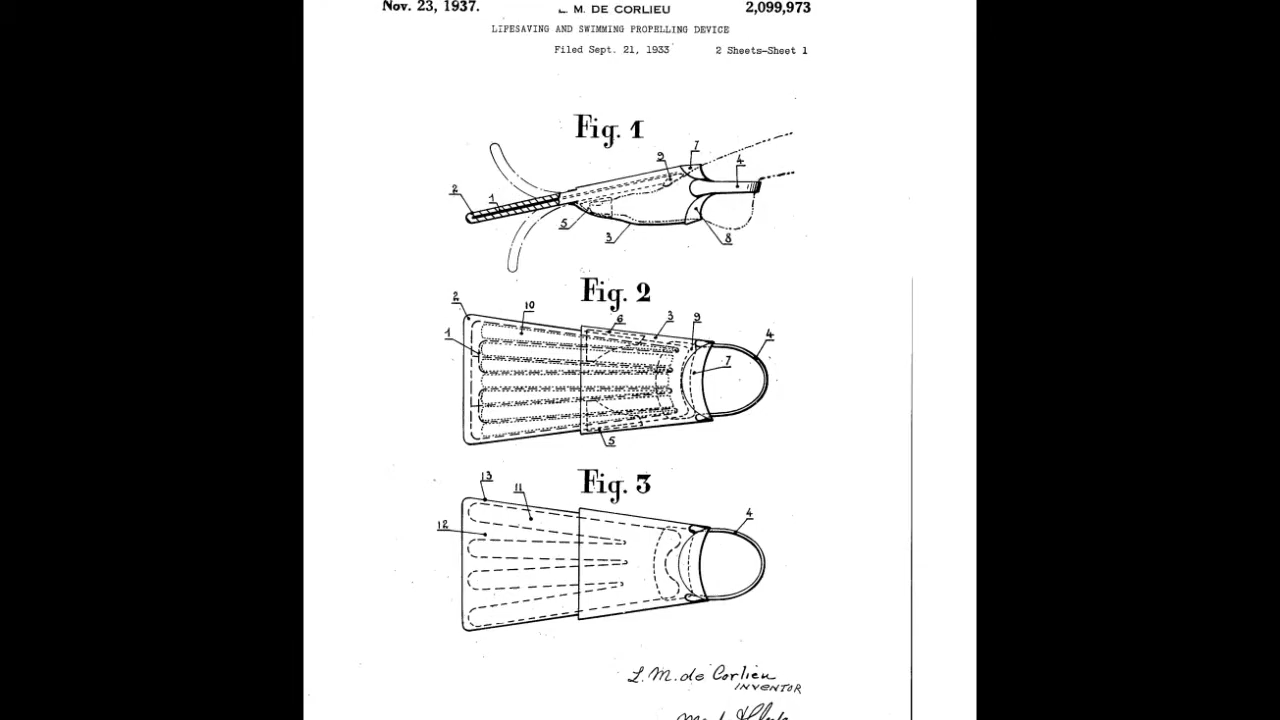 Nov. 23, 1937. L. M. DE CORLIEU 2,099,973
LIPESAVING AND SWIMMING PROPELLING DEVICE
Filed Sept. 21, 1933 2 Sheets-Sheet 1
Fig. 1
7
9
4
2
1
5
3
8
Fig. 2
2
10
6
3
9
4
1
7
5
Fig. 3
13
11
4
12
L. M. de Corlieu
INVENTOR